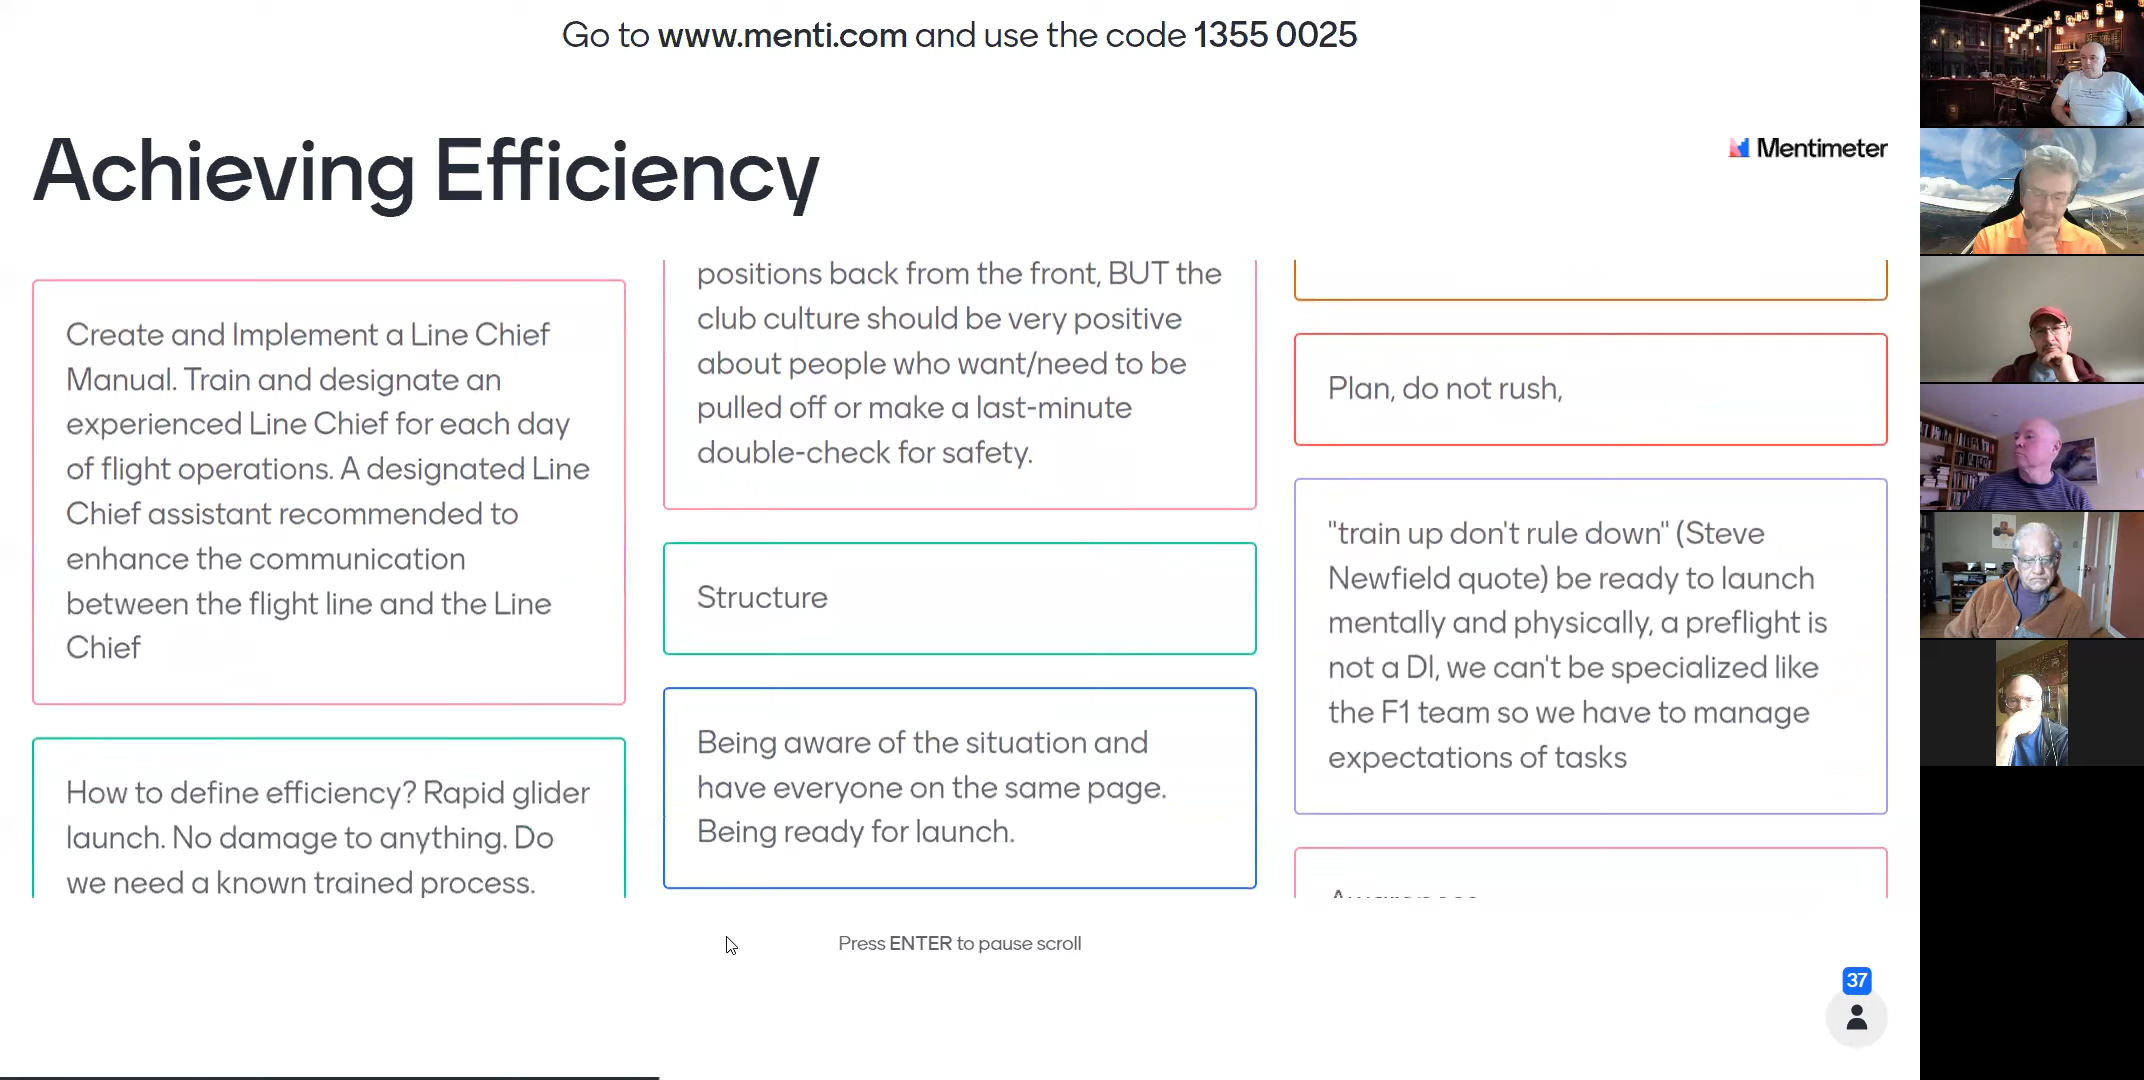 Go to www.menti.com and use the code 1355 0025
Achieving Efficiency
Mentimeter
Create and Implement a Line Chief
Manual. Train and designate an
experienced Line Chief for each day
of flight operations. A designated Line
Chief assistant recommended to
enhance the communication
between the flight line and the Line
Chief
How to define efficiency? Rapid glider
launch. No damage to anything. Do
we need a known trained process.
positions back from the front, BUT the
club culture should be very positive
about people who want/need to be
pulled off or make a last-minute
double-check for safety.
Structure
Being aware of the situation and
have everyone on the same page.
Being ready for launch.
Plan, do not rush,
"train up don't rule down" (Steve
Newfield quote) be ready to launch
mentally and physically, a preflight is
not a DI, we can't be specialized like
the F1 team so we have to manage
expectations of tasks
Press ENTER to pause scroll
37